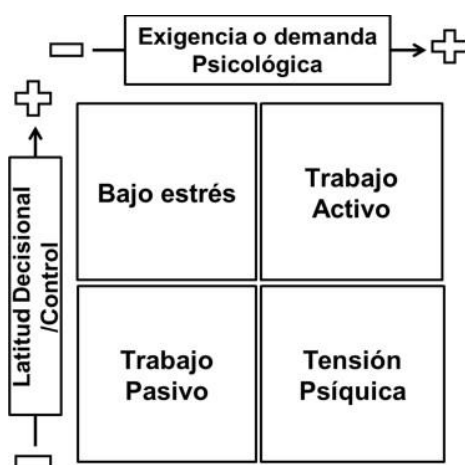 Exigencia o demanda
Psicológica
Latitud Decisional
/Control
Bajo estrés
Trabajo
Activo
Trabajo
Pasivo
Tensión
Psíquica